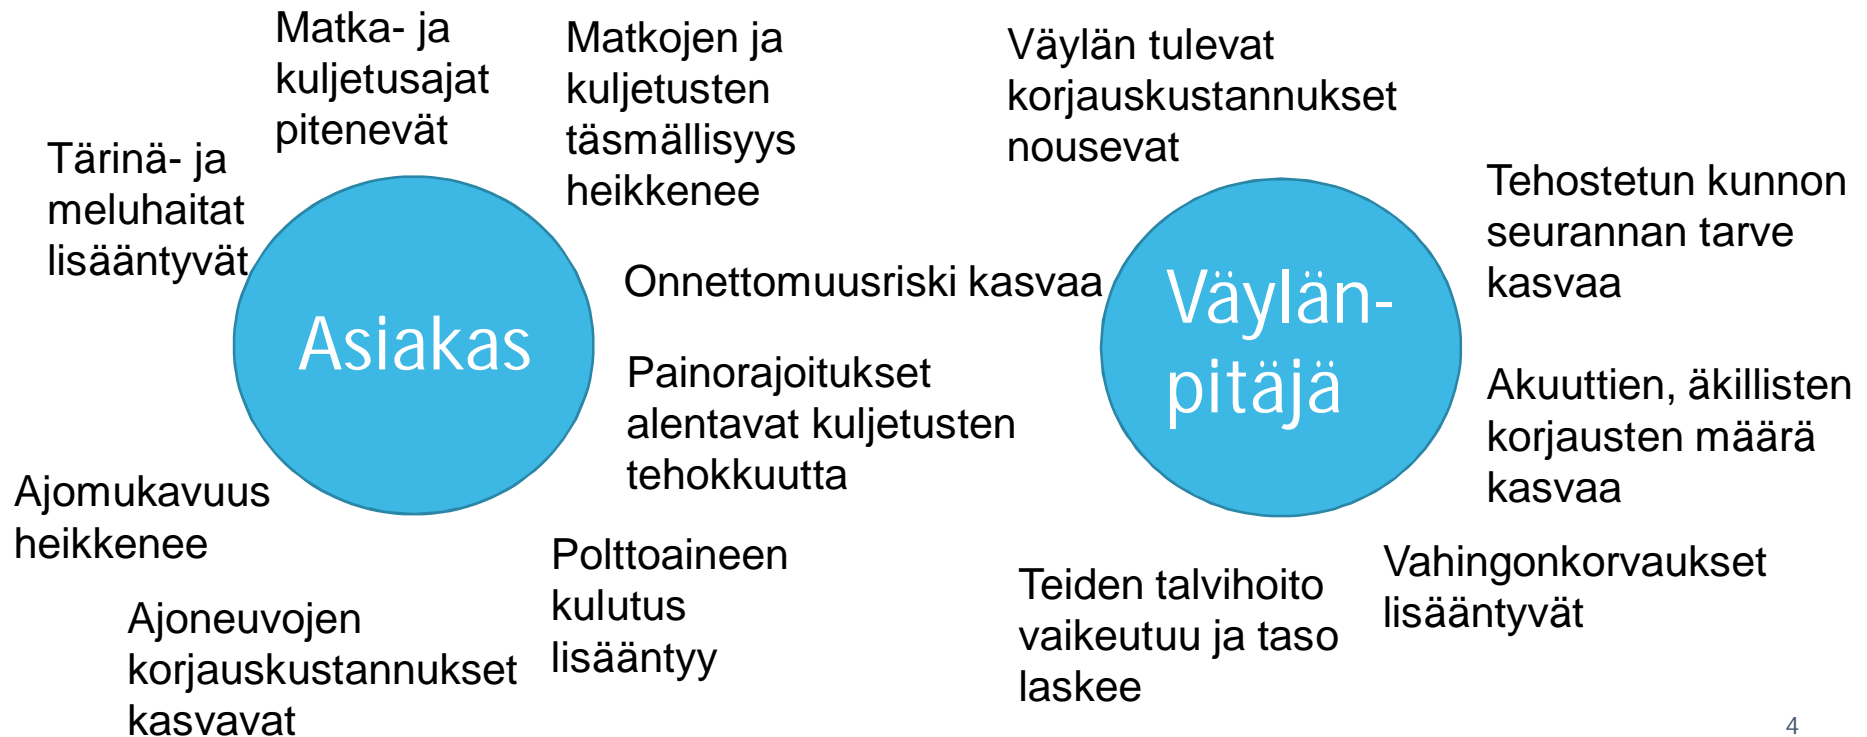 Matka- ja
kuljetusajat
pitenevät
Matkojen ja
kuljetusten
täsmällisyys
heikkenee
Väylän tulevat
korjauskustannukset
nousevat
Tärinä- ja
meluhaitat
lisääntyvät
Tehostetun kunnon
seurannan tarve
kasvaa
Asiakas
Onnettomuusriski kasvaa
Väylän-
pitäjä
Painorajoitukset
alentavat kuljetusten
tehokkuutta
Akuuttien, äkillisten
korjausten määrä
kasvaa
Ajomukavuus
heikkenee
Polttoaineen
kulutus
lisääntyy
Teiden talvihoito
vaikeutuu ja taso
laskee
Vahingonkorvaukset
lisääntyvät
Ajoneuvojen
korjauskustannukset
kasvavat
4